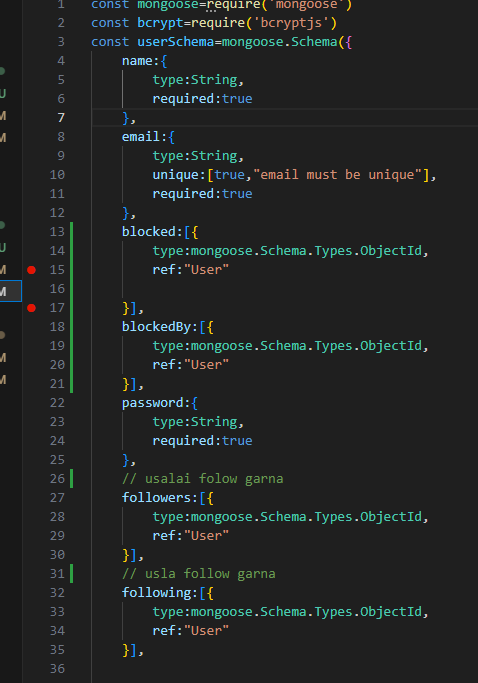 1 const mongoose=require('mongoose')
2 const bcrypt=require('bcryptjs')
3 const userSchema=mongoose.Schema({
4 name:{
5 type:String,
6 required:true
7 },
8 email:{
9 type:String,
10 unique:[true,"email must be unique"],
11 required:true
12 },
13 blocked:[{
14 type:mongoose.Schema.Types.ObjectId,
15 ref:"User"
16
17 }],
18 blockedBy:[{
19 type:mongoose.Schema.Types.ObjectId,
20 ref:"User"
21 }],
22 password:{
23 type:String,
24 required:true
25 },
26 // usalai folow garna
27 followers:[{
28 type:mongoose.Schema.Types.ObjectId,
29 ref:"User"
30 }],
31 // usla follow garna
32 following:[{
33 type:mongoose.Schema.Types.ObjectId,
34 ref:"User"
35 }],
36
U
M
M
U
M
M
M
M